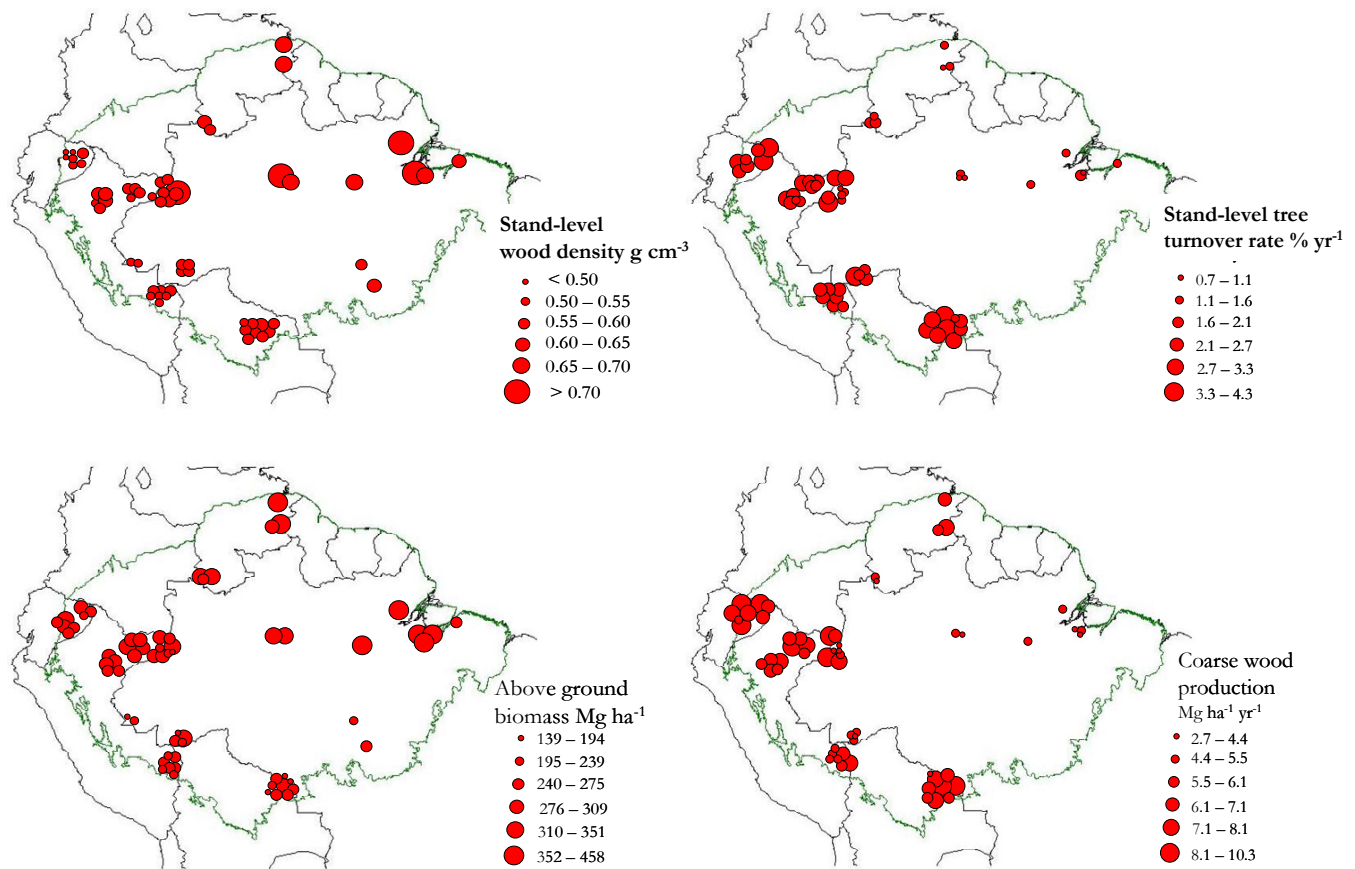 Stand-level
wood density g cm-3
< 0.50
0.50 – 0.55
0.55 – 0.60
0.60 – 0.65
0.65 – 0.70
> 0.70
Stand-level tree
turnover rate % yr-1
0.7 – 1.1
1.1 – 1.6
1.6 – 2.1
2.1 – 2.7
2.7 – 3.3
3.3 – 4.3
Above ground
biomass Mg ha-1
139 – 194
195 – 239
240 – 275
276 – 309
310 – 351
352 – 458
Coarse wood
production
Mg ha-1 yr-1
2.7 – 4.4
4.4 – 5.5
5.5 – 6.1
6.1 – 7.1
7.1 – 8.1
8.1 – 10.3